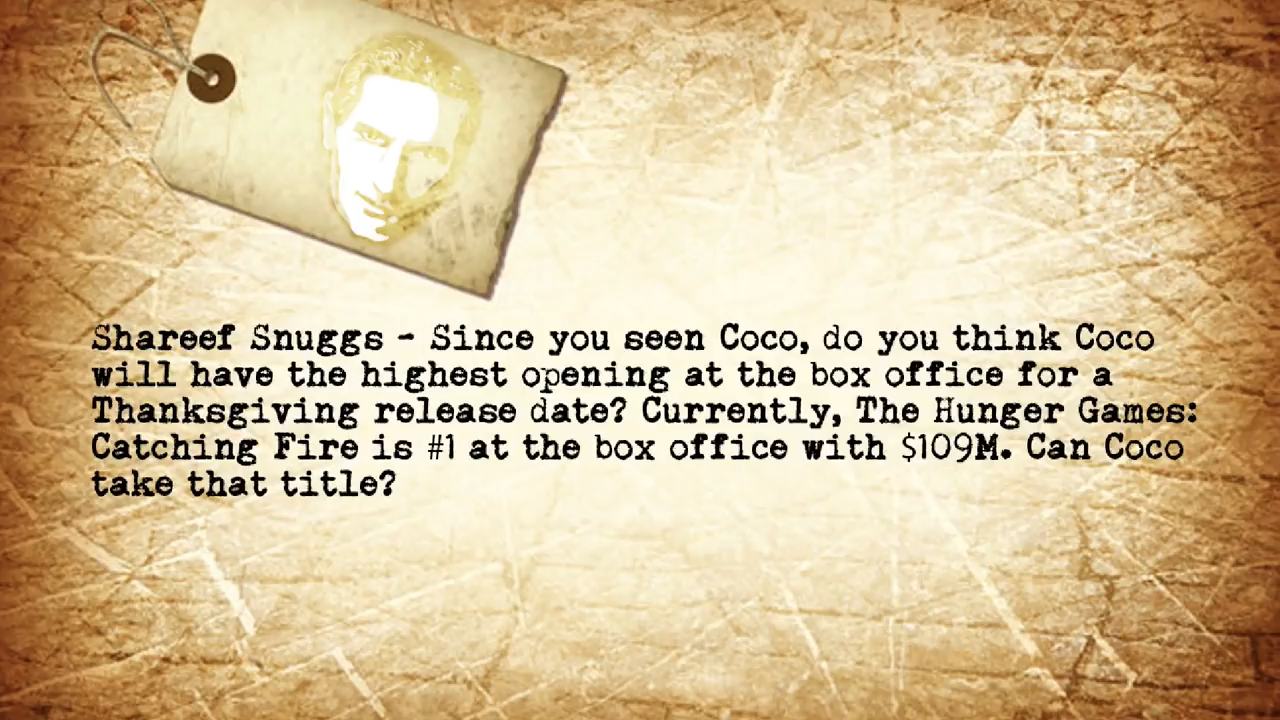 Shareef Snuggs - Since you seen Coco, do you think Coco
will have the highest opening at the box office for a
Thanksgiving release date? Currently, The Hunger Games:
Catching Fire is #1 at the box office with $109M. Can Coco
take that title?